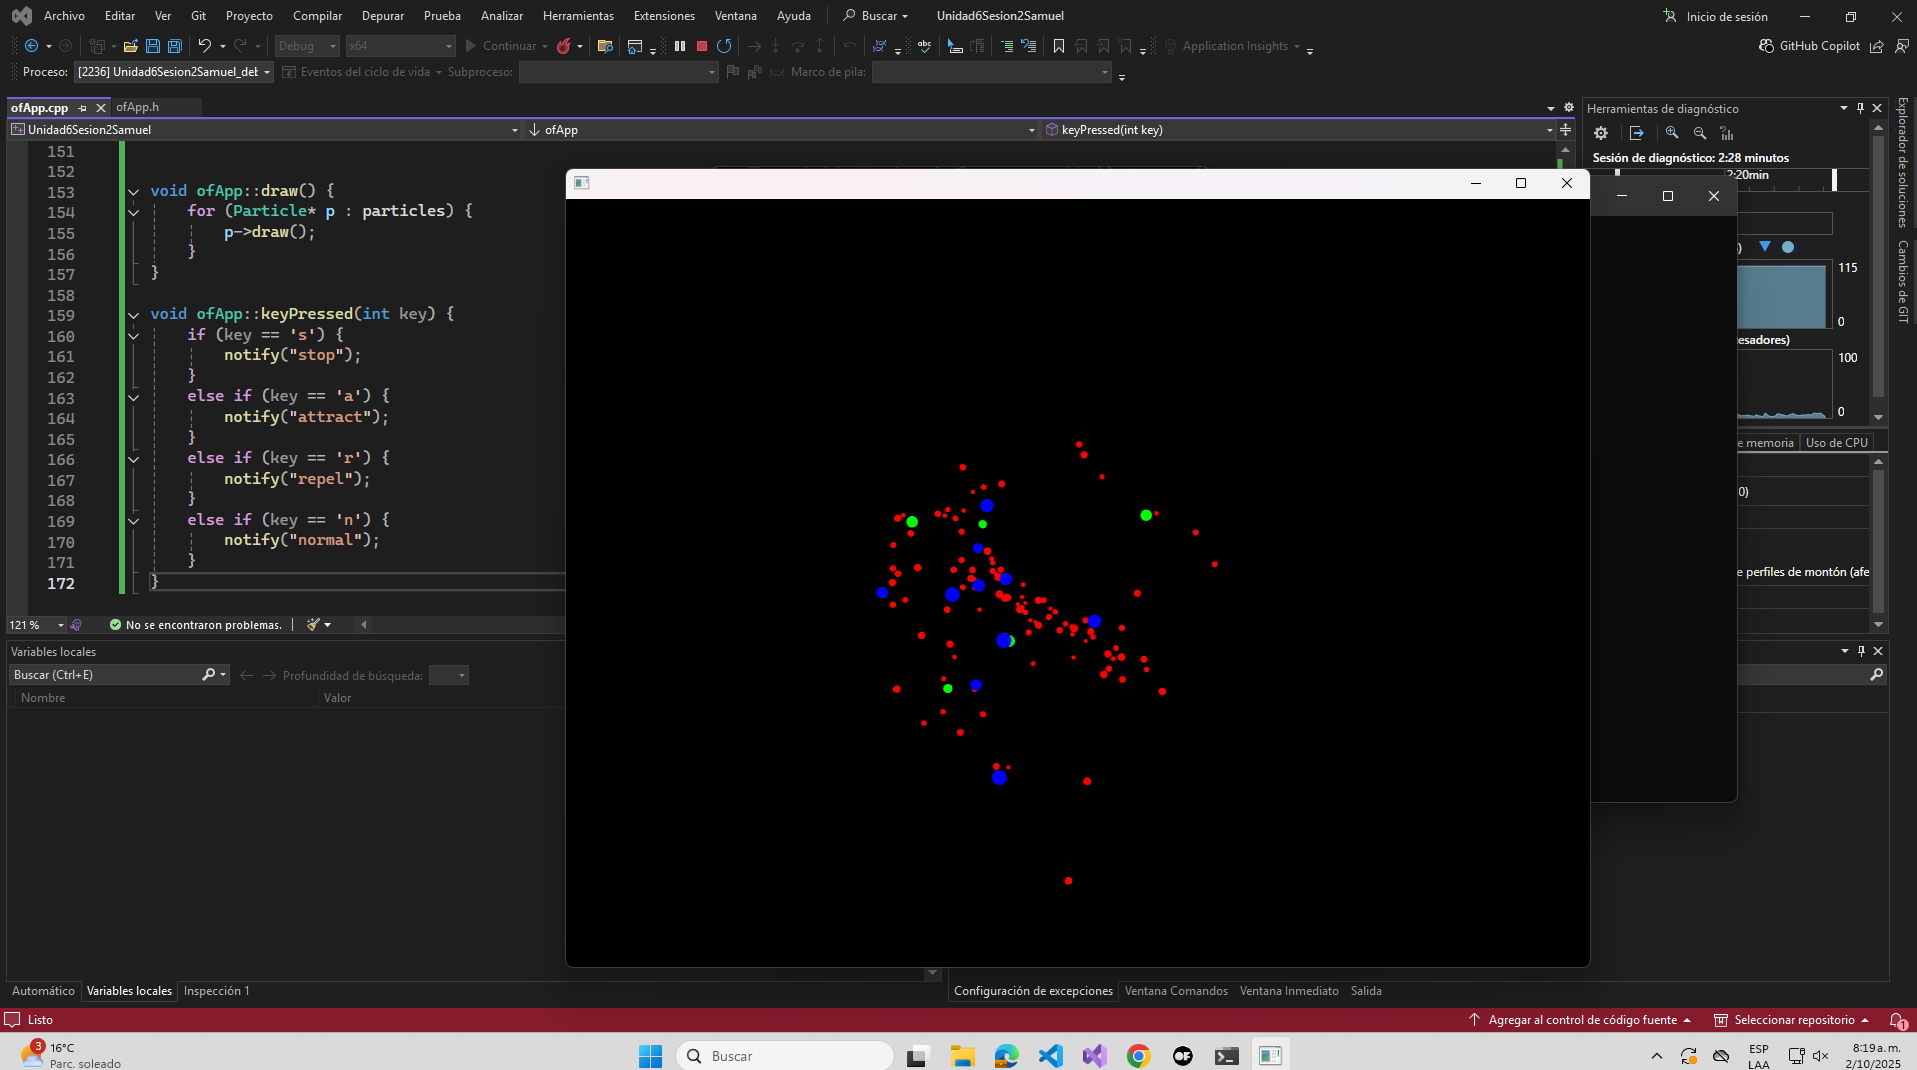 Archivo Editar Ver Git Proyecto Compilar Depurar Prueba Analizar Herramientas Extensiones Ventana Ayuda Buscar Unidad6Sesion2Samuel Inicio de sesión
Debug x64 Continuar Application Insights GitHub Copilot
Proceso: [2236] Unidad6Sesion2Samuel_deb Eventos del ciclo de vida Subproceso: Marco de pila:
ofApp.cpp ofApp.h
Unidad6Sesion2Samuel ofApp keyPressed(int key)
151
152
153 void ofApp::draw() {
154 for (Particle* p : particles) {
155 p->draw();
156 }
157 }
158
159 void ofApp::keyPressed(int key) {
160 if (key == 's') {
161 notify("stop");
162 }
163 else if (key == 'a') {
164 notify("attract");
165 }
166 else if (key == 'r') {
167 notify("repel");
168 }
169 else if (key == 'n') {
170 notify("normal");
171 }
172 }
121 % No se encontraron problemas.
Variables locales
Buscar (Ctrl+E) Profundidad de búsqueda:
Nombre Valor
Automático Variables locales Inspección 1
Herramientas de diagnóstico
Sesión de diagnóstico: 2:28 minutos
2:20min
)
115
0
esadores)
100
0
e memoria Uso de CPU
0)
e perfiles de montón (afe
Explorador de soluciones
Cambios de GIT
Configuración de excepciones Ventana Comandos Ventana Inmediato Salida
Listo Agregar al control de código fuente Seleccionar repositorio 1
3 16°C
Parc. soleado
Buscar
ESP
LAA
8:19 a. m.
2/10/2025